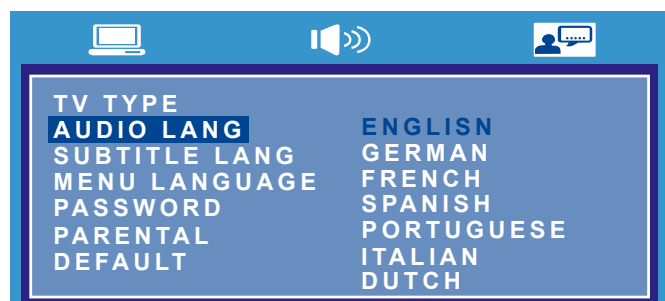 TV TYPE
AUDIO LANG
SUBTITLE LANG
MENU LANGUAGE
PASSWORD
PARENTAL
DEFAULT
ENGLISN
GERMAN
FRENCH
SPANISH
PORTUGUESE
ITALIAN
DUTCH